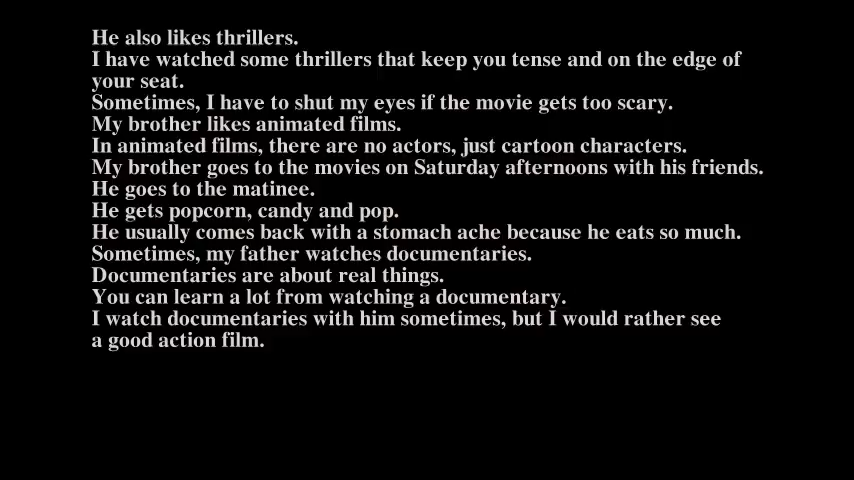 He also likes thrillers.
I have watched some thrillers that keep you tense and on the edge of
your seat.
Sometimes, I have to shut my eyes if the movie gets too scary.
My brother likes animated films.
In animated films, there are no actors, just cartoon characters.
My brother goes to the movies on Saturday afternoons with his friends.
He goes to the matinee.
He gets popcorn, candy and pop.
He usually comes back with a stomach ache because he eats so much.
Sometimes, my father watches documentaries.
Documentaries are about real things.
You can learn a lot from watching a documentary.
I watch documentaries with him sometimes, but I would rather see
a good action film.